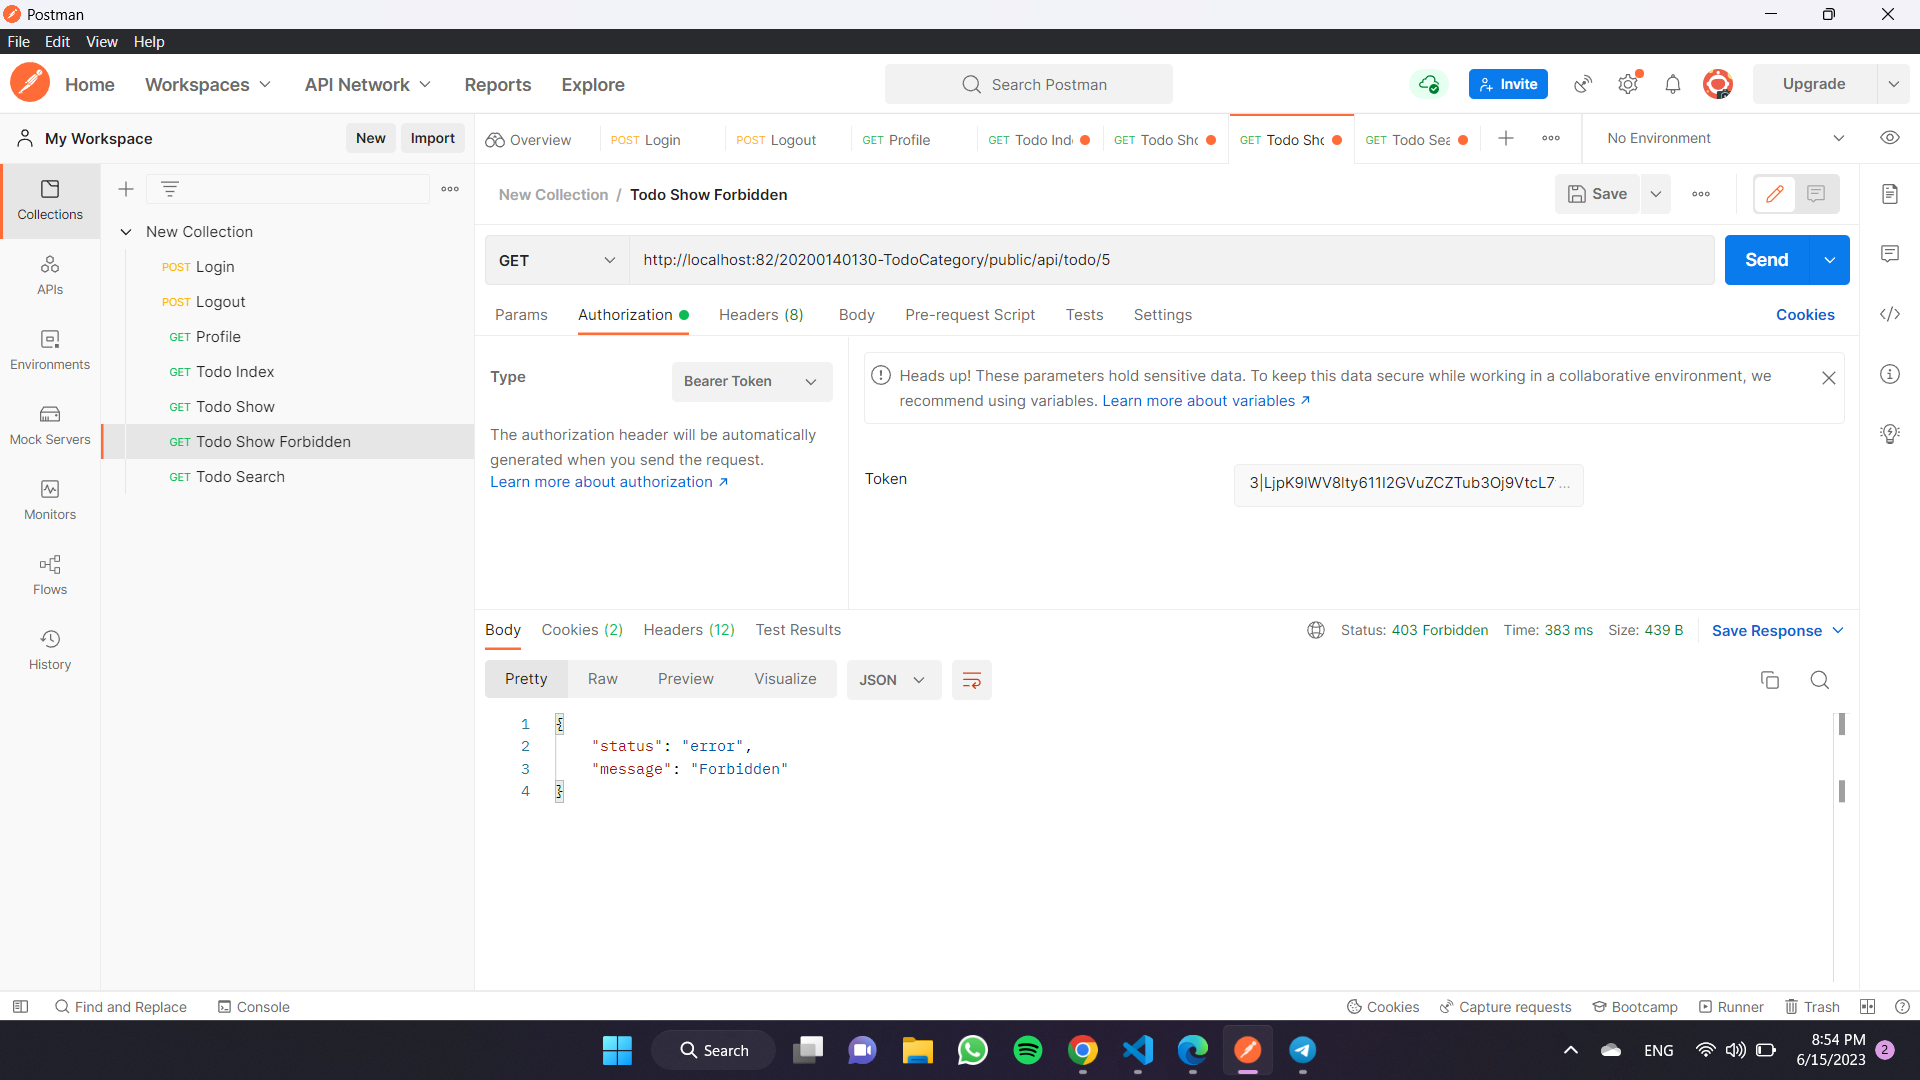 Postman
File Edit View Help
Home Workspaces API Network Reports Explore
Search Postman
Invite
Upgrade
My Workspace
New Import
Overview
POST Login
POST Logout
GET Profile
GET Todo Ind
GET Todo Sho
GET Todo Sho
GET Todo Sea
No Environment
Collections
APIs
Environments
Mock Servers
Monitors
Flows
History
New Collection
POST Login
POST Logout
GET Profile
GET Todo Index
GET Todo Show
GET Todo Show Forbidden
GET Todo Search
New Collection / Todo Show Forbidden
Save
GET
http://localhost:82/20200140130-TodoCategory/public/api/todo/5
Send
Params Authorization Headers (8) Body Pre-request Script Tests Settings
Cookies
Type
Bearer Token
The authorization header will be automatically
generated when you send the request.
Learn more about authorization ↗
Heads up! These parameters hold sensitive data. To keep this data secure while working in a collaborative environment, we
recommend using variables. Learn more about variables ↗
Token
Body Cookies (2) Headers (12) Test Results
Status: 403 Forbidden Time: 383 ms Size: 439 B
Save Response
Pretty Raw Preview Visualize
JSON
1 {
2 "status": "error",
3 "message": "Forbidden"
4 }
Find and Replace
Console
Cookies
Capture requests
Bootcamp
Runner
Trash
Search
ENG
8:54 PM
6/15/2023
2